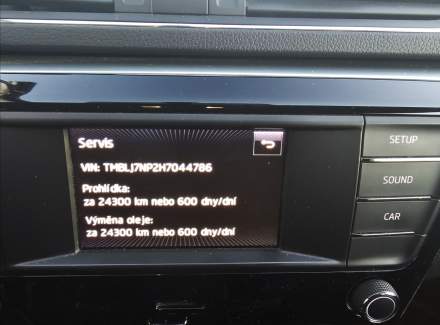 Servis
VIN: TMBLJ7NP2H7044786
Prohlídka:
za 24300 km nebo 600 dny/dní
Výměna oleje:
za 24300 km nebo 600 dny/dní
SETUP
SOUND
CAR